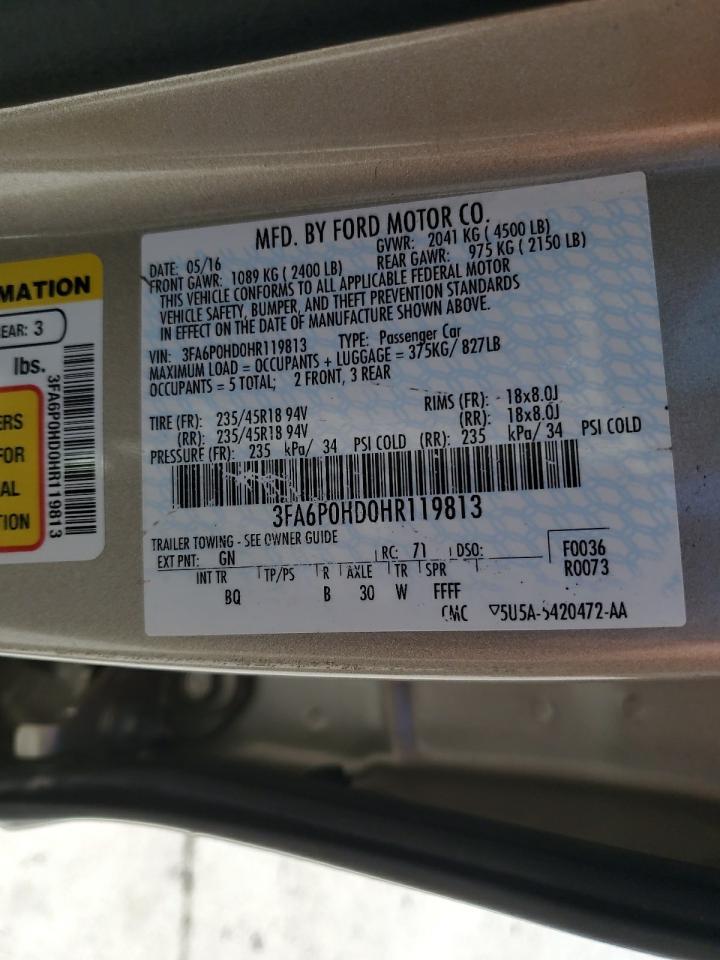 MATION
EAR: 3
lbs.
ERS
FOR
AL
TION
3FA6P0HD0HR119813
MFD. BY FORD MOTOR CO.
DATE: 05/16 GVWR: 2041 KG ( 4500 LB)
FRONT GAWR: 1089 KG ( 2400 LB) REAR GAWR: 975 KG ( 2150 LB)
THIS VEHICLE CONFORMS TO ALL APPLICABLE FEDERAL MOTOR
VEHICLE SAFETY, BUMPER, AND THEFT PREVENTION STANDARDS
IN EFFECT ON THE DATE OF MANUFACTURE SHOWN ABOVE.
VIN: 3FA6P0HD0HR119813 TYPE: Passenger Car
MAXIMUM LOAD = OCCUPANTS + LUGGAGE = 375KG/ 827LB
OCCUPANTS = 5 TOTAL; 2 FRONT, 3 REAR
TIRE (FR): 235/45R18 94V RIMS (FR): 18x8.0J
(RR): 235/45R18 94V (RR): 18x8.0J
PRESSURE (FR): 235 kPa/ 34 PSI COLD (RR): 235 kPa/ 34 PSI COLD
3FA6P0HD0HR119813
TRAILER TOWING - SEE OWNER GUIDE
EXT PNT: GN RC: 71 DSO: F0036
R0073
INT TR TP/PS R AXLE TR SPR
BQ B 30 W FFFF
CMC ▽5U5A-5420472-AA